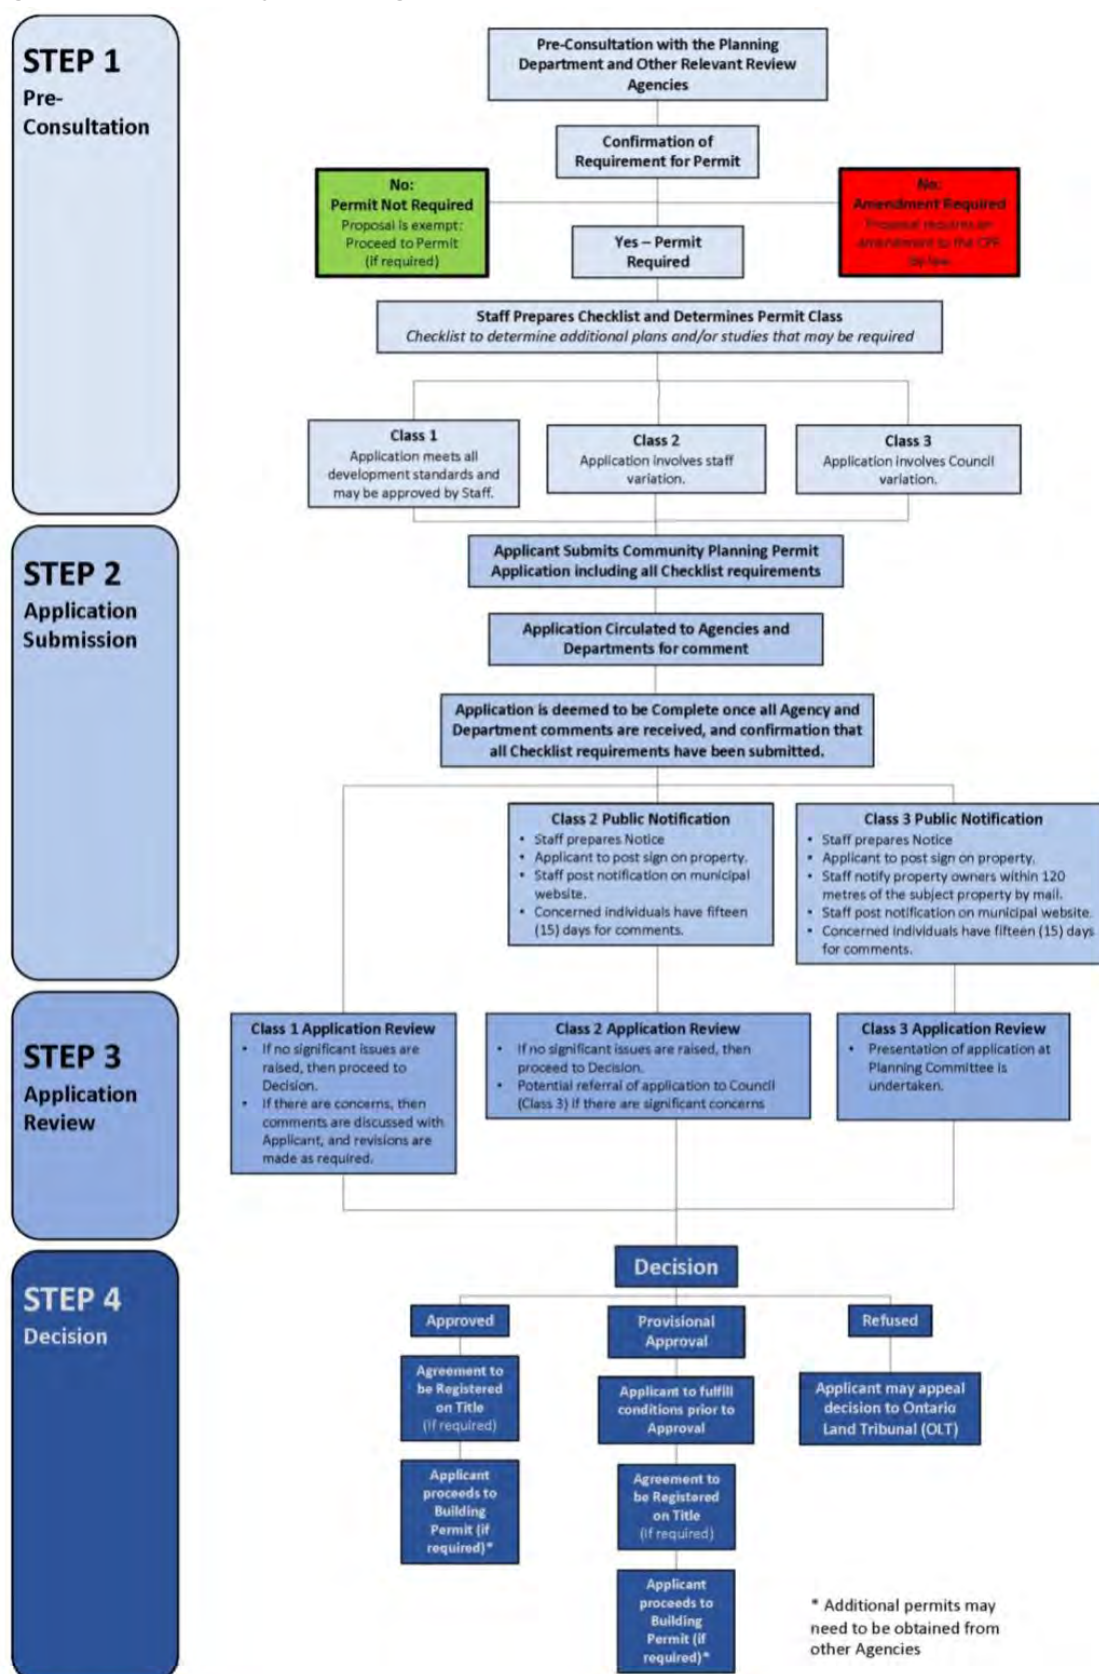 STEP 1
Pre-
Consultation
Pre-Consultation with the Planning
Department and Other Relevant Review
Agencies
Confirmation of
Requirement for Permit
No:
Permit Not Required
Proposal is exempt:
Proceed to Permit
(if required)
Yes – Permit
Required
No:
Amendment Required
Proposal requires an
amendment to the CPP
By-law
Staff Prepares Checklist and Determines Permit Class
Checklist to determine additional plans and/or studies that may be required
Class 1
Application meets all
development standards and
may be approved by Staff.
Class 2
Application involves staff
variation.
Class 3
Application involves Council
variation.
STEP 2
Application
Submission
Applicant Submits Community Planning Permit
Application including all Checklist requirements
Application Circulated to Agencies and
Departments for comment
Application is deemed to be Complete once all Agency and
Department comments are received, and confirmation that
all Checklist requirements have been submitted.
Class 2 Public Notification
• Staff prepares Notice
• Applicant to post sign on property.
• Staff post notification on municipal
website.
• Concerned individuals have fifteen
(15) days for comments.
Class 3 Public Notification
• Staff prepares Notice
• Applicant to post sign on property.
• Staff notify property owners within 120
metres of the subject property by mail.
• Staff post notification on municipal website.
• Concerned individuals have fifteen (15) days
for comments.
STEP 3
Application
Review
Class 1 Application Review
• If no significant issues are
raised, then proceed to
Decision.
• If there are concerns, then
comments are discussed with
Applicant, and revisions are
made as required.
Class 2 Application Review
• If no significant issues are raised, then
proceed to Decision.
• Potential referral of application to Council
(Class 3) If there are significant concerns
Class 3 Application Review
• Presentation of application at
Planning Committee is
undertaken.
STEP 4
Decision
Decision
Approved
Agreement to
be Registered
on Title
(if required)
Applicant
proceeds to
Building
Permit (if
required)*
Provisional
Approval
Applicant to fulfill
conditions prior to
Approval
Agreement to
be Registered
on Title
(if required)
Applicant
proceeds to
Building
Permit (if
required)*
Refused
Applicant may appeal
decision to Ontario
Land Tribunal (OLT)
* Additional permits may
need to be obtained from
other Agencies